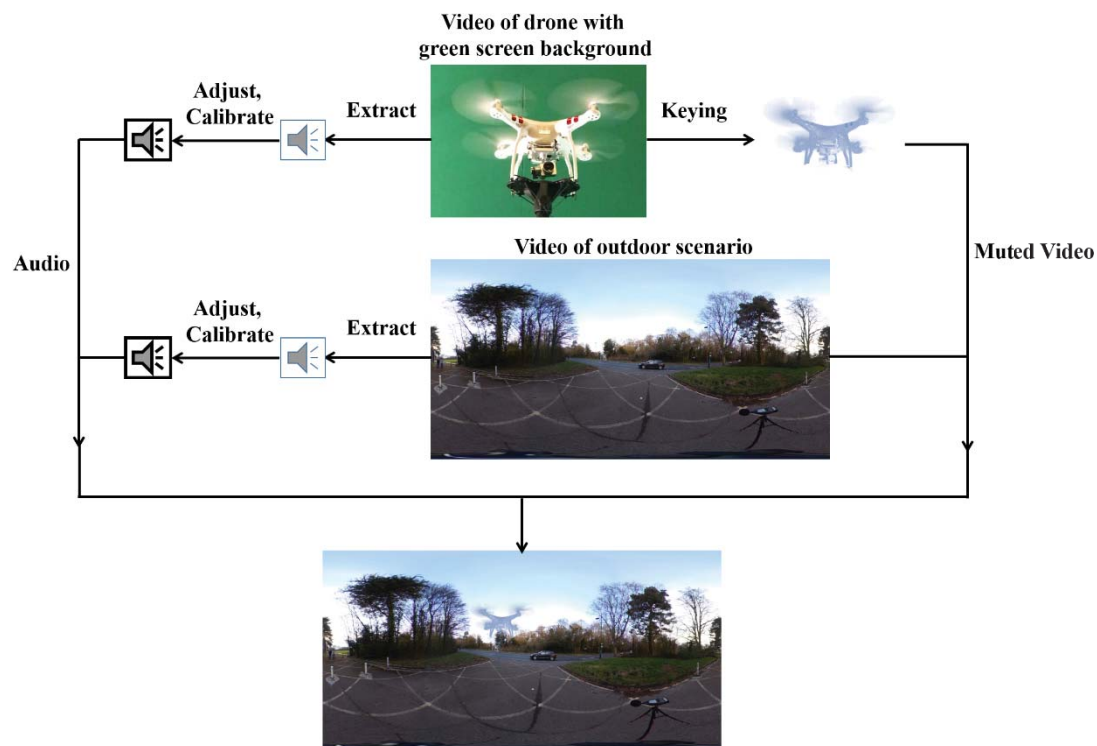 Video of drone with
green screen background
Adjust,
Calibrate
Extract
Keying
Video of outdoor scenario
Audio
Muted Video
Adjust,
Calibrate
Extract